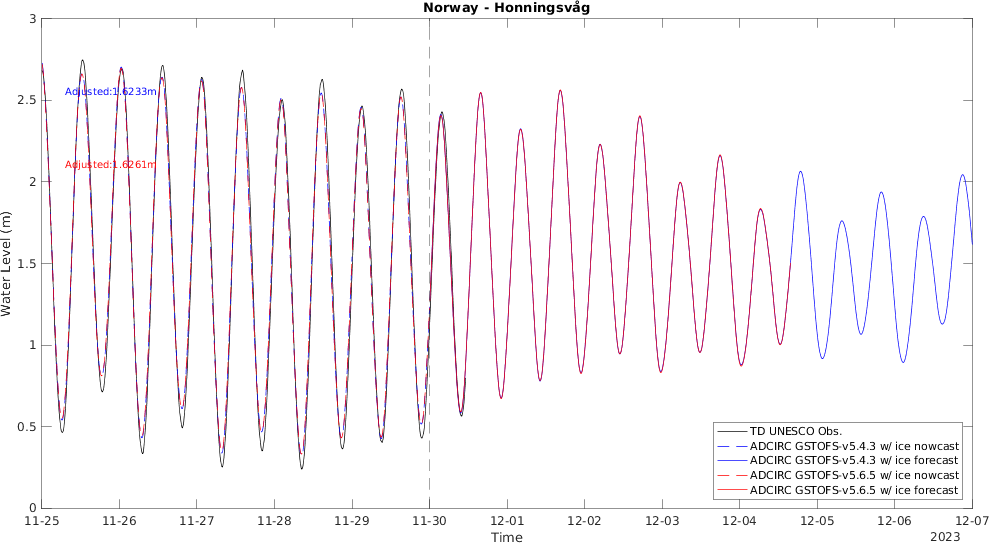 Norway - Honningsvåg
3
2.5
2
1.5
1
0.5
0
Water Level (m)
Adjusted:1.6233m
Adjusted:1.6261m
TD UNESCO Obs.
ADCIRC GSTOFS-v5.4.3 w/ ice nowcast
ADCIRC GSTOFS-v5.4.3 w/ ice forecast
ADCIRC GSTOFS-v5.6.5 w/ ice nowcast
ADCIRC GSTOFS-v5.6.5 w/ ice forecast
11-25 11-26 11-27 11-28 11-29 11-30 12-01 12-02 12-03 12-04 12-05 12-06 12-07
Time
2023